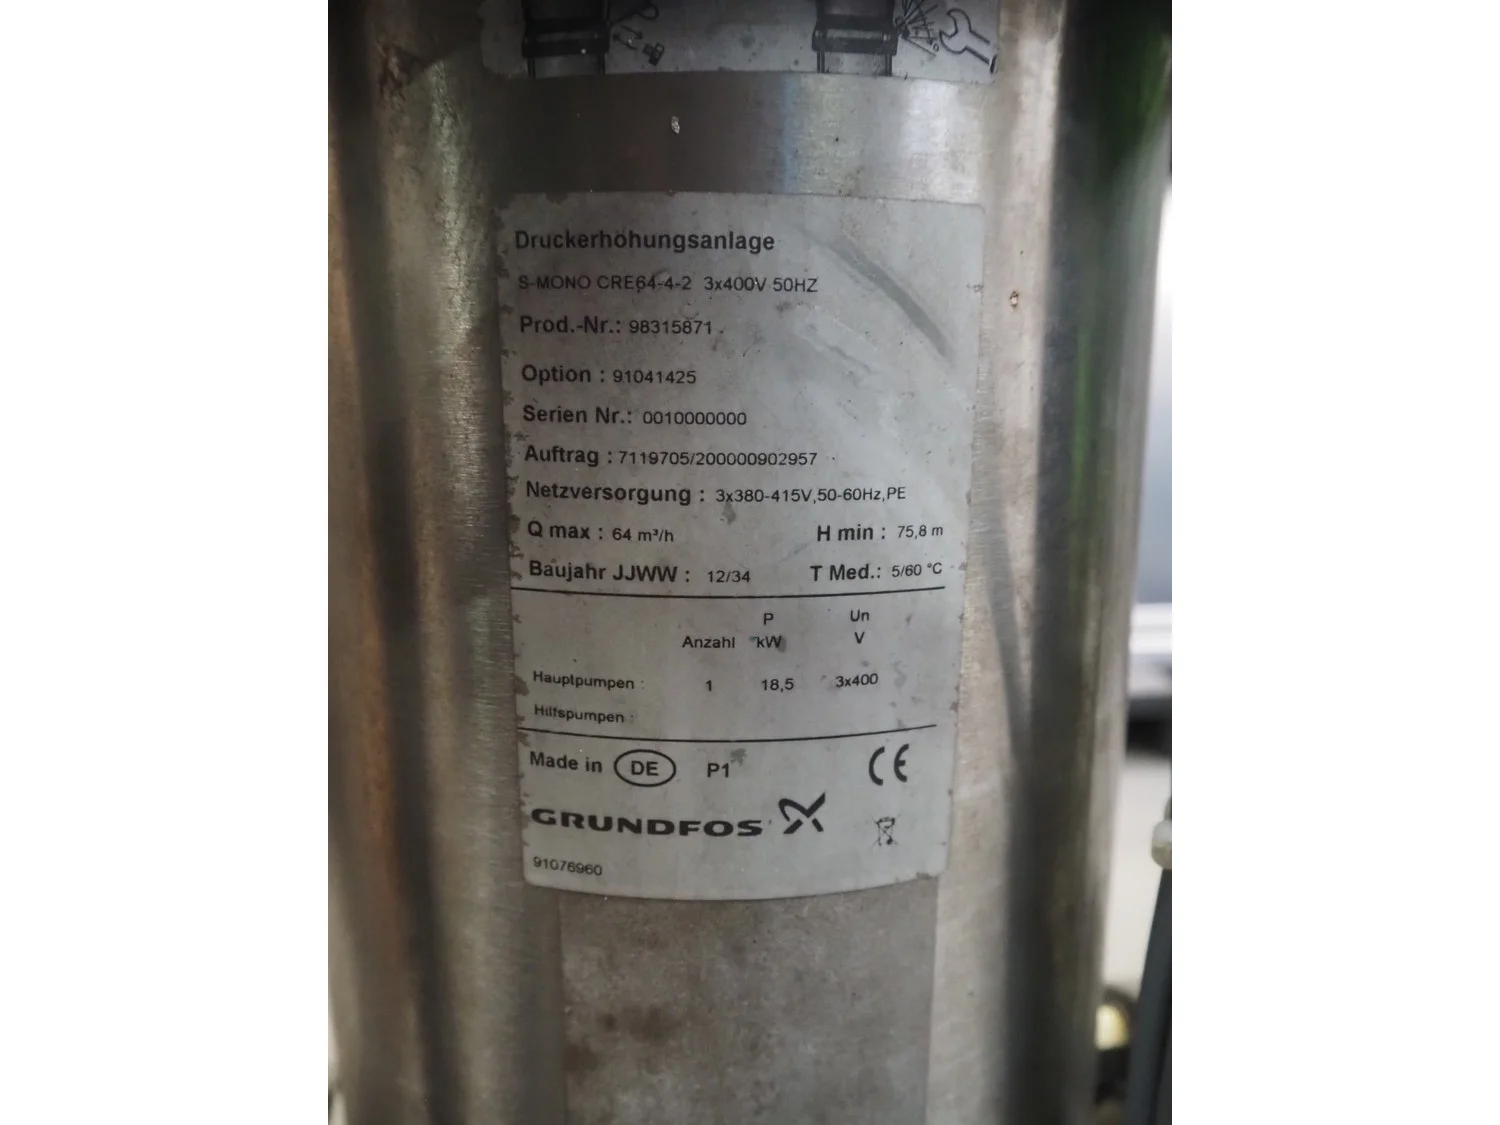 Druckerhöhungsanlage
S-MONO CRE64-4-2 3x400V 50HZ
Prod.-Nr.: 98315871
Option : 91041425
Serien Nr.: 0010000000
Auftrag : 7119705/200000902957
Netzversorgung : 3x380-415V,50-60Hz,PE
Q max : 64 m³/h H min : 75,8 m
Baujahr JJWW : 12/34 T Med.: 5/60 °C
P Un
Anzahl kW V
Hauptpumpen : 1 18,5 3x400
Hilfspumpen :
Made in DE P1 CE
GRUNDFOS
91076960